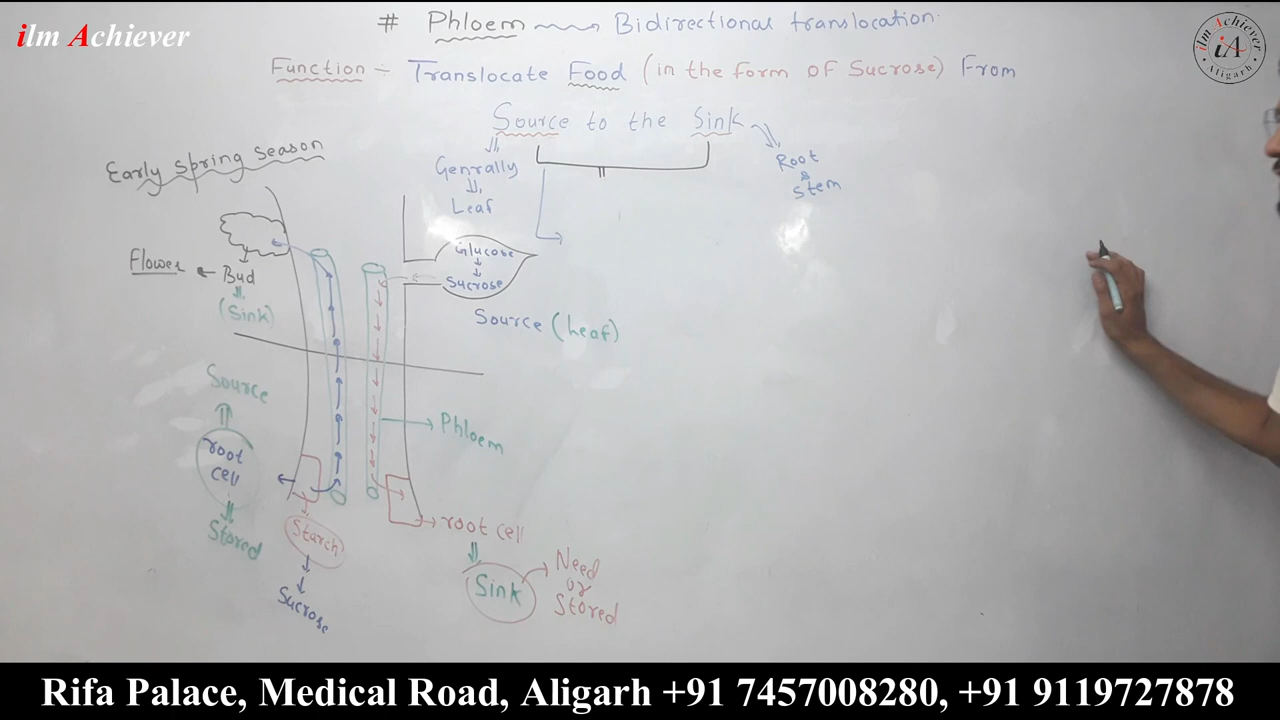 ilm Achiever
# Phloem Bidirectional translocation.
ilm Achiever
iA
Aligarh
Function - Translocate Food (in the form of Sucrose) From
Source to the Sink
Early spring season
Genrally
Leaf
Root
&
Stem
Flower
Bud
(Sink)
Glucose
Sucrose
Source (Leaf)
Source
root
cell
Stored
Phloem
Starch
Sucrose
root cell
Sink
Need
or
Stored
Rifa Palace, Medical Road, Aligarh +91 7457008280, +91 9119727878